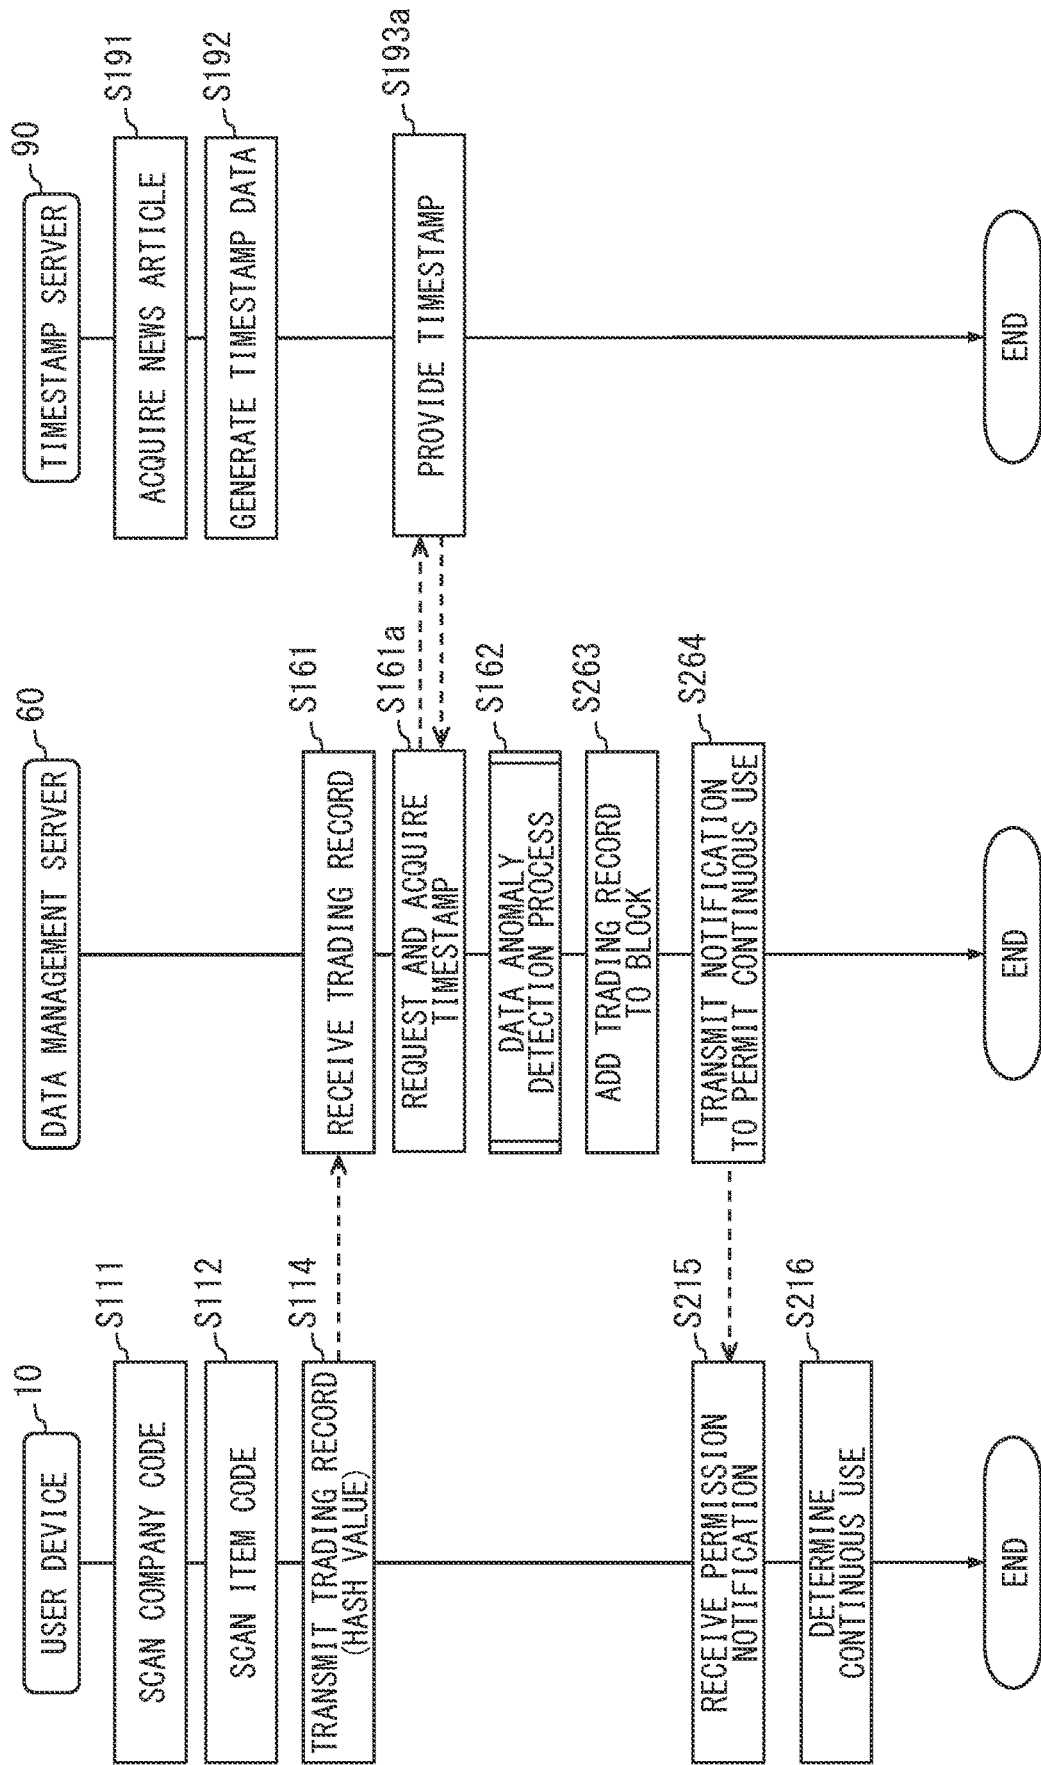 USER DEVICE
10
SCAN COMPANY CODE
S111
SCAN ITEM CODE
S112
TRANSMIT TRADING RECORD
(HASH VALUE)
S114
RECEIVE PERMISSION
NOTIFICATION
S215
DETERMINE
CONTINUOUS USE
S216
END
DATA MANAGEMENT SERVER
60
RECEIVE TRADING RECORD
S161
REQUEST AND ACQUIRE
TIMESTAMP
S161a
DATA ANOMALY
DETECTION PROCESS
S162
ADD TRADING RECORD
TO BLOCK
S263
TRANSMIT NOTIFICATION
TO PERMIT CONTINUOUS USE
S264
END
TIMESTAMP SERVER
90
ACQUIRE NEWS ARTICLE
S191
GENERATE TIMESTAMP DATA
S192
PROVIDE TIMESTAMP
S193a
END